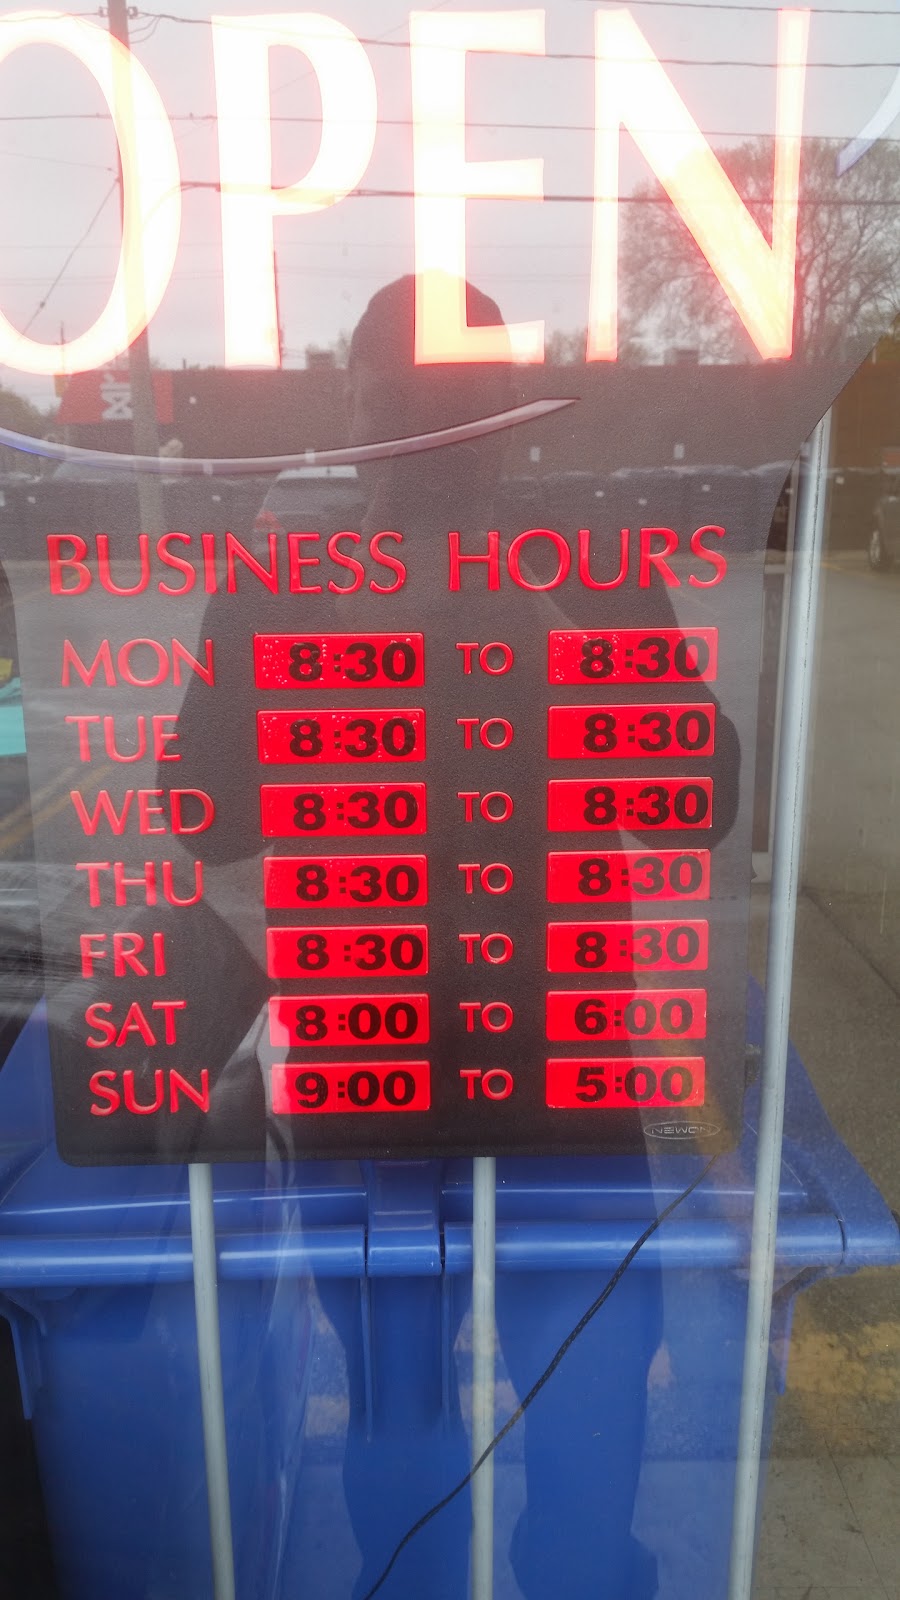 OPEN
BUSINESS HOURS
MON 8:30 TO 8:30
TUE 8:30 TO 8:30
WED 8:30 TO 8:30
THU 8:30 TO 8:30
FRI 8:30 TO 8:30
SAT 8:00 TO 6:00
SUN 9:00 TO 5:00
NEWON